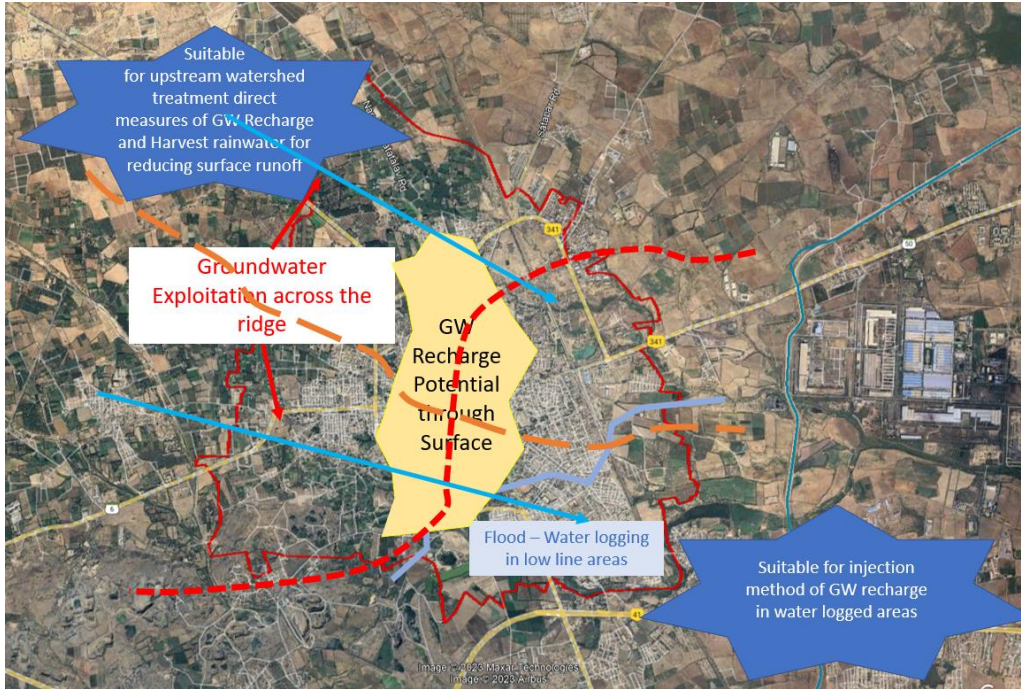 Suitable
for upstream watershed
treatment direct
measures of GW Recharge
and Harvest rainwater for
reducing surface runoff
Safapar Rd
341
50
Groundwater
Exploitation across the
ridge
GW
Recharge
Potential
through
Surface
341
6
Flood – Water logging
in low line areas
Suitable for injection
method of GW recharge
in water logged areas
41
Image © 2023 Maxar Technologies
Image © 2023 Airbus